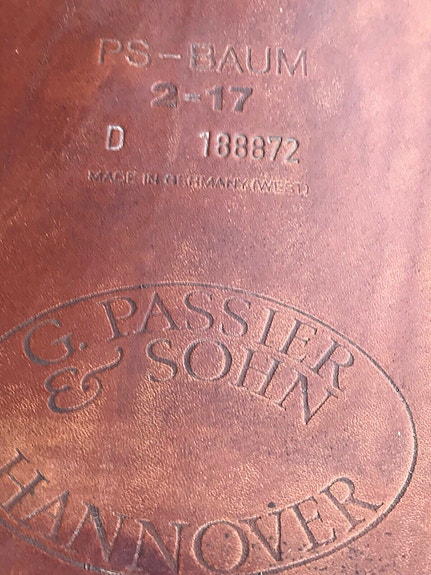 PS-BAUM
2-17
D 188872
MADE IN GERMANY (WEST)
G. PASSIER
& SOHN
HANNOVER